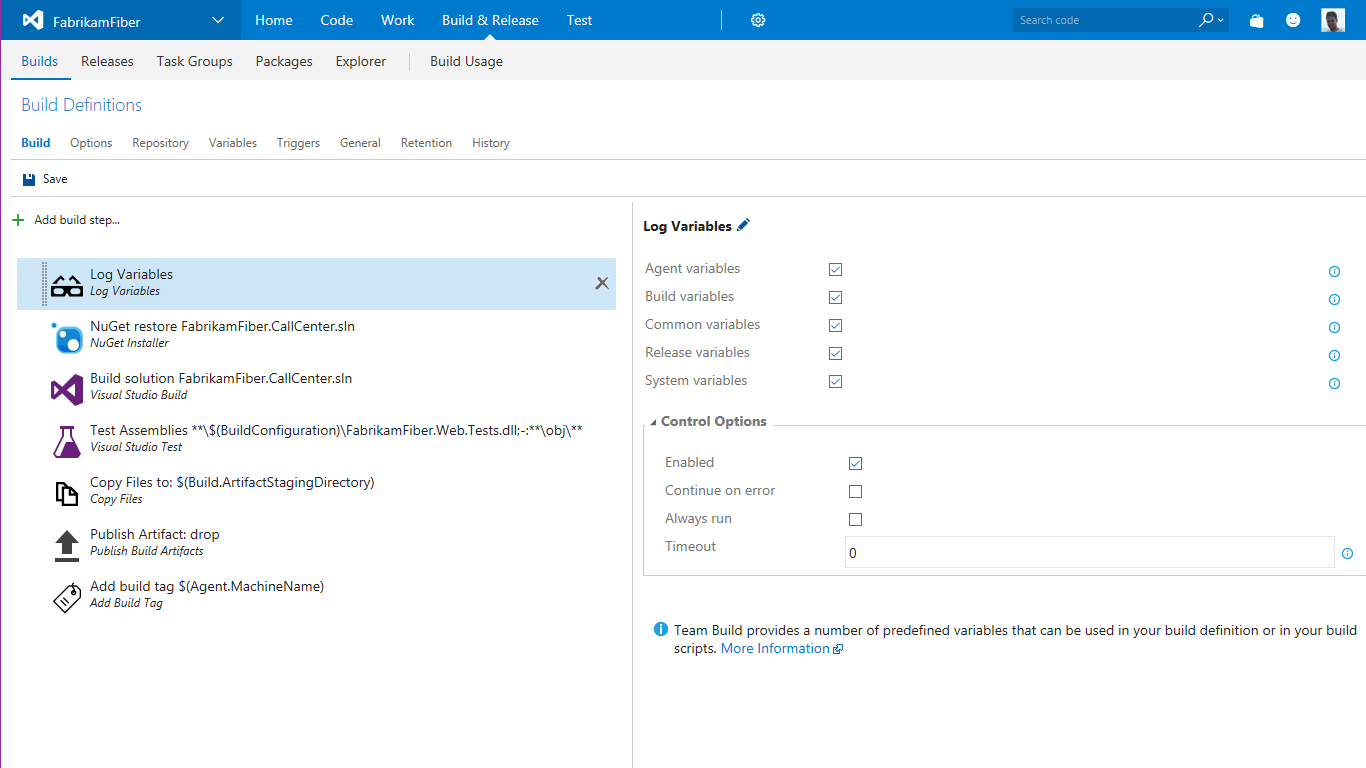 FabrikamFiber Home Code Work Build & Release Test Search code
Builds Releases Task Groups Packages Explorer Build Usage
Build Definitions
Build Options Repository Variables Triggers General Retention History
Save
Add build step...
Log Variables
Log Variables
NuGet restore FabrikamFiber.CallCenter.sln
NuGet Installer
Build solution FabrikamFiber.CallCenter.sln
Visual Studio Build
Test Assemblies **\$(BuildConfiguration)\FabrikamFiber.Web.Tests.dll;-:**\obj\**
Visual Studio Test
Copy Files to: $(Build.ArtifactStagingDirectory)
Copy Files
Publish Artifact: drop
Publish Build Artifacts
Add build tag $(Agent.MachineName)
Add Build Tag
Log Variables
Agent variables
Build variables
Common variables
Release variables
System variables
Control Options
Enabled
Continue on error
Always run
Timeout 0
Team Build provides a number of predefined variables that can be used in your build definition or in your build
scripts. More Information